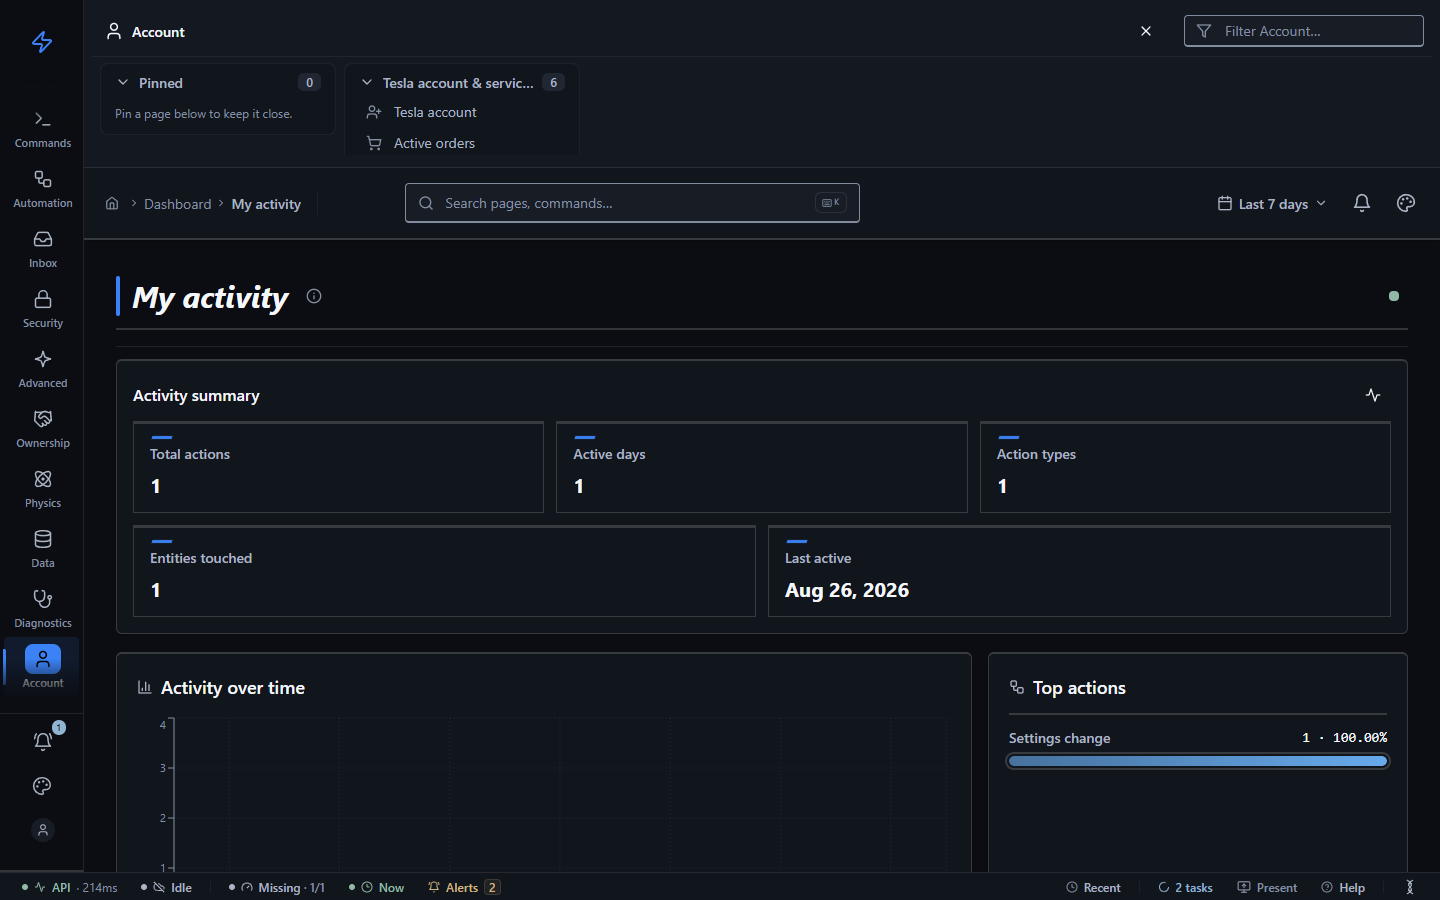 Account
Filter Account...
Pinned
0
Pin a page below to keep it close.
Tesla account & servic...
6
Tesla account
Active orders
Commands
Automation
Inbox
Security
Advanced
Ownership
Physics
Data
Diagnostics
Account
1
Dashboard
My activity
Search pages, commands...
K
Last 7 days
My activity
Activity summary
Total actions
1
Active days
1
Action types
1
Entities touched
1
Last active
Aug 26, 2026
Activity over time
4
3
2
1
Top actions
Settings change
1 · 100.00%
API · 214ms
Idle
Missing · 1/1
Now
Alerts 2
Recent
2 tasks
Present
Help